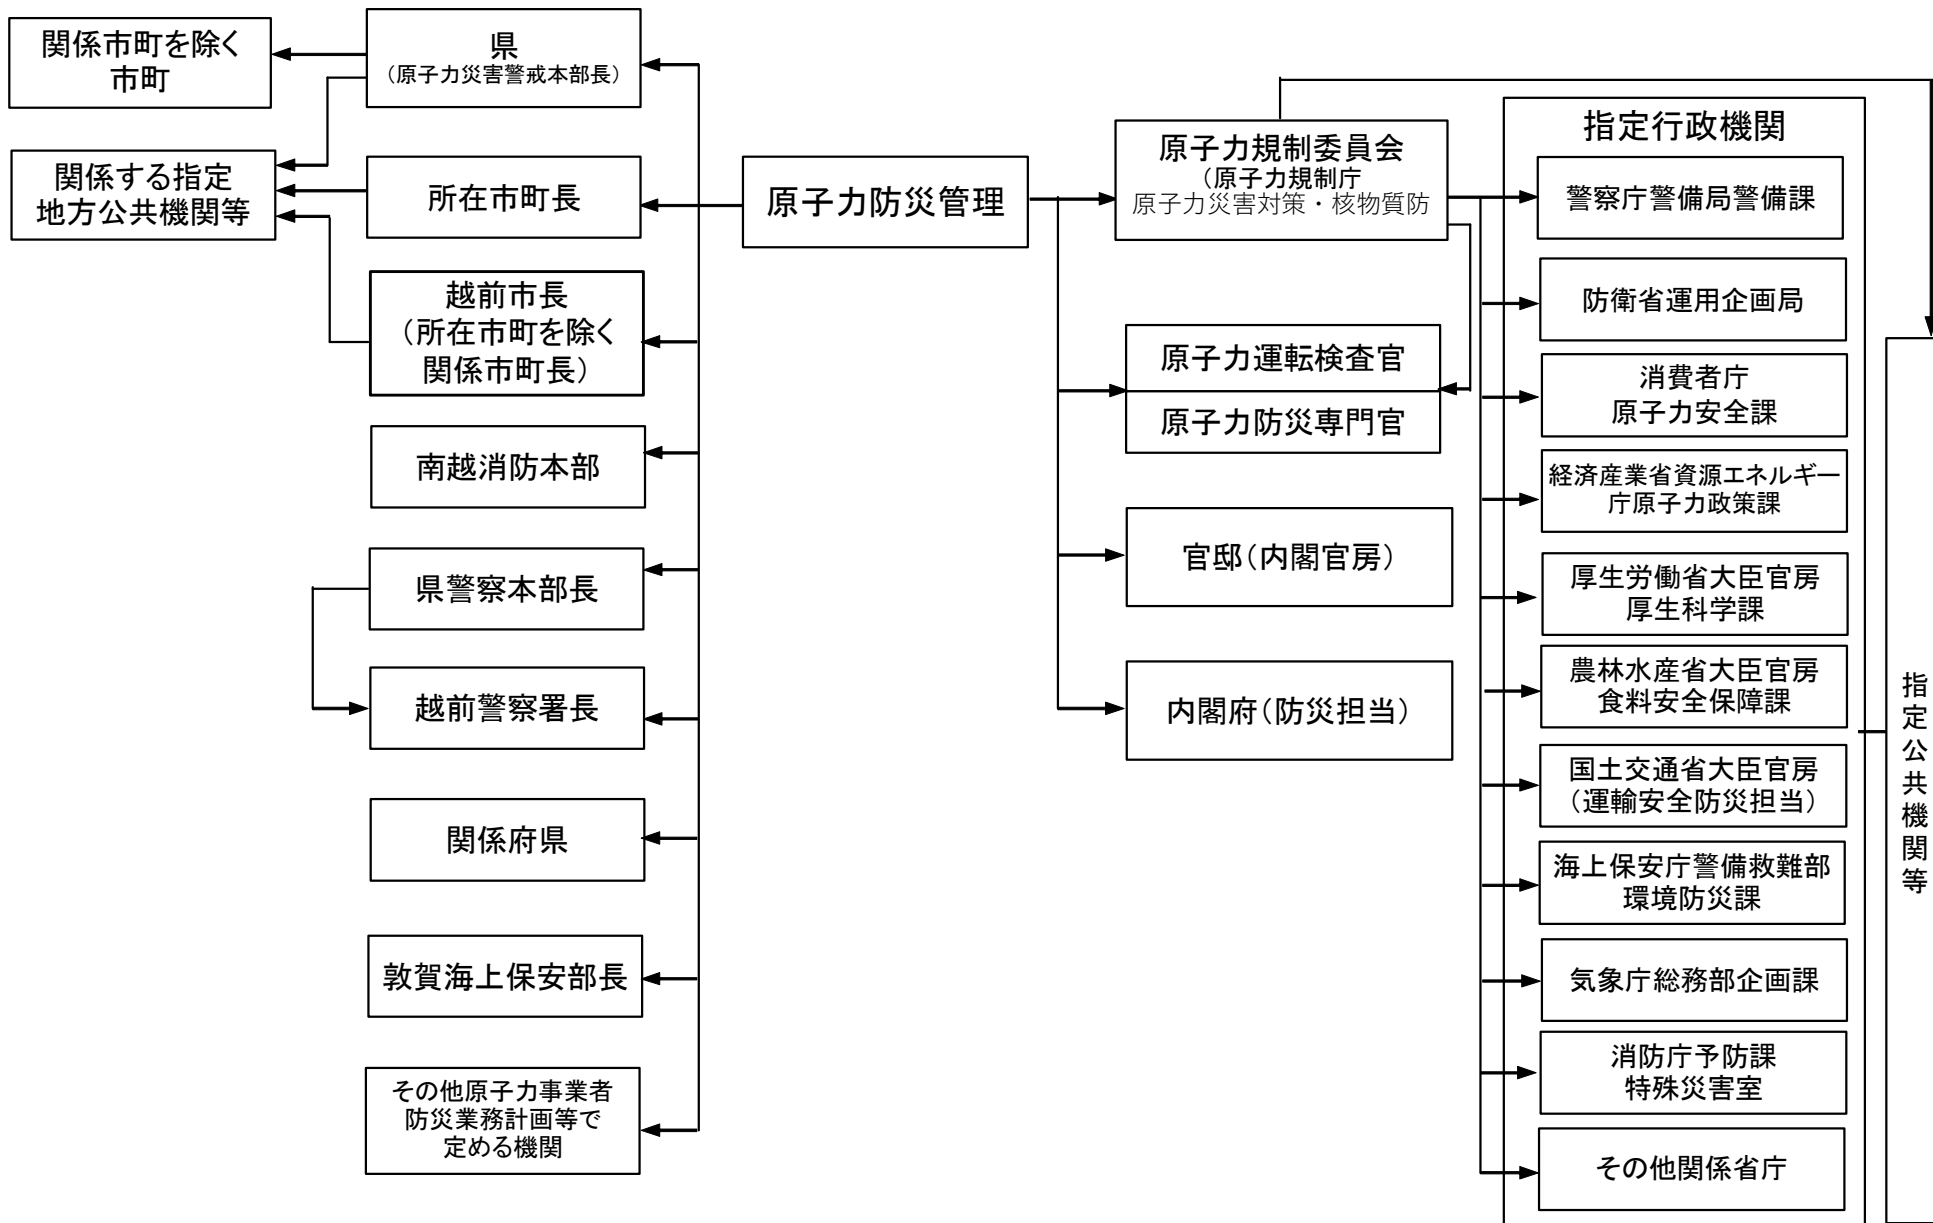 関係市町を除く
市町
県
（原子力災害警戒本部長）
関係する指定
地方公共機関等
所在市町長
越前市長
（所在市町を除く
関係市町長）
南越消防本部
県警察本部長
越前警察署長
関係府県
敦賀海上保安部長
その他原子力事業者
防災業務計画等で
定める機関
原子力防災管理
原子力規制委員会
（原子力規制庁
原子力災害対策・核物質防
原子力運転検査官
原子力防災専門官
官邸（内閣官房）
内閣府（防災担当）
指定行政機関
警察庁警備局警備課
防衛省運用企画局
消費者庁
原子力安全課
経済産業省資源エネルギー
庁原子力政策課
厚生労働省大臣官房
厚生科学課
農林水産省大臣官房
食料安全保障課
国土交通省大臣官房
（運輸安全防災担当）
海上保安庁警備救難部
環境防災課
気象庁総務部企画課
消防庁予防課
特殊災害室
その他関係省庁
指定公共機関等